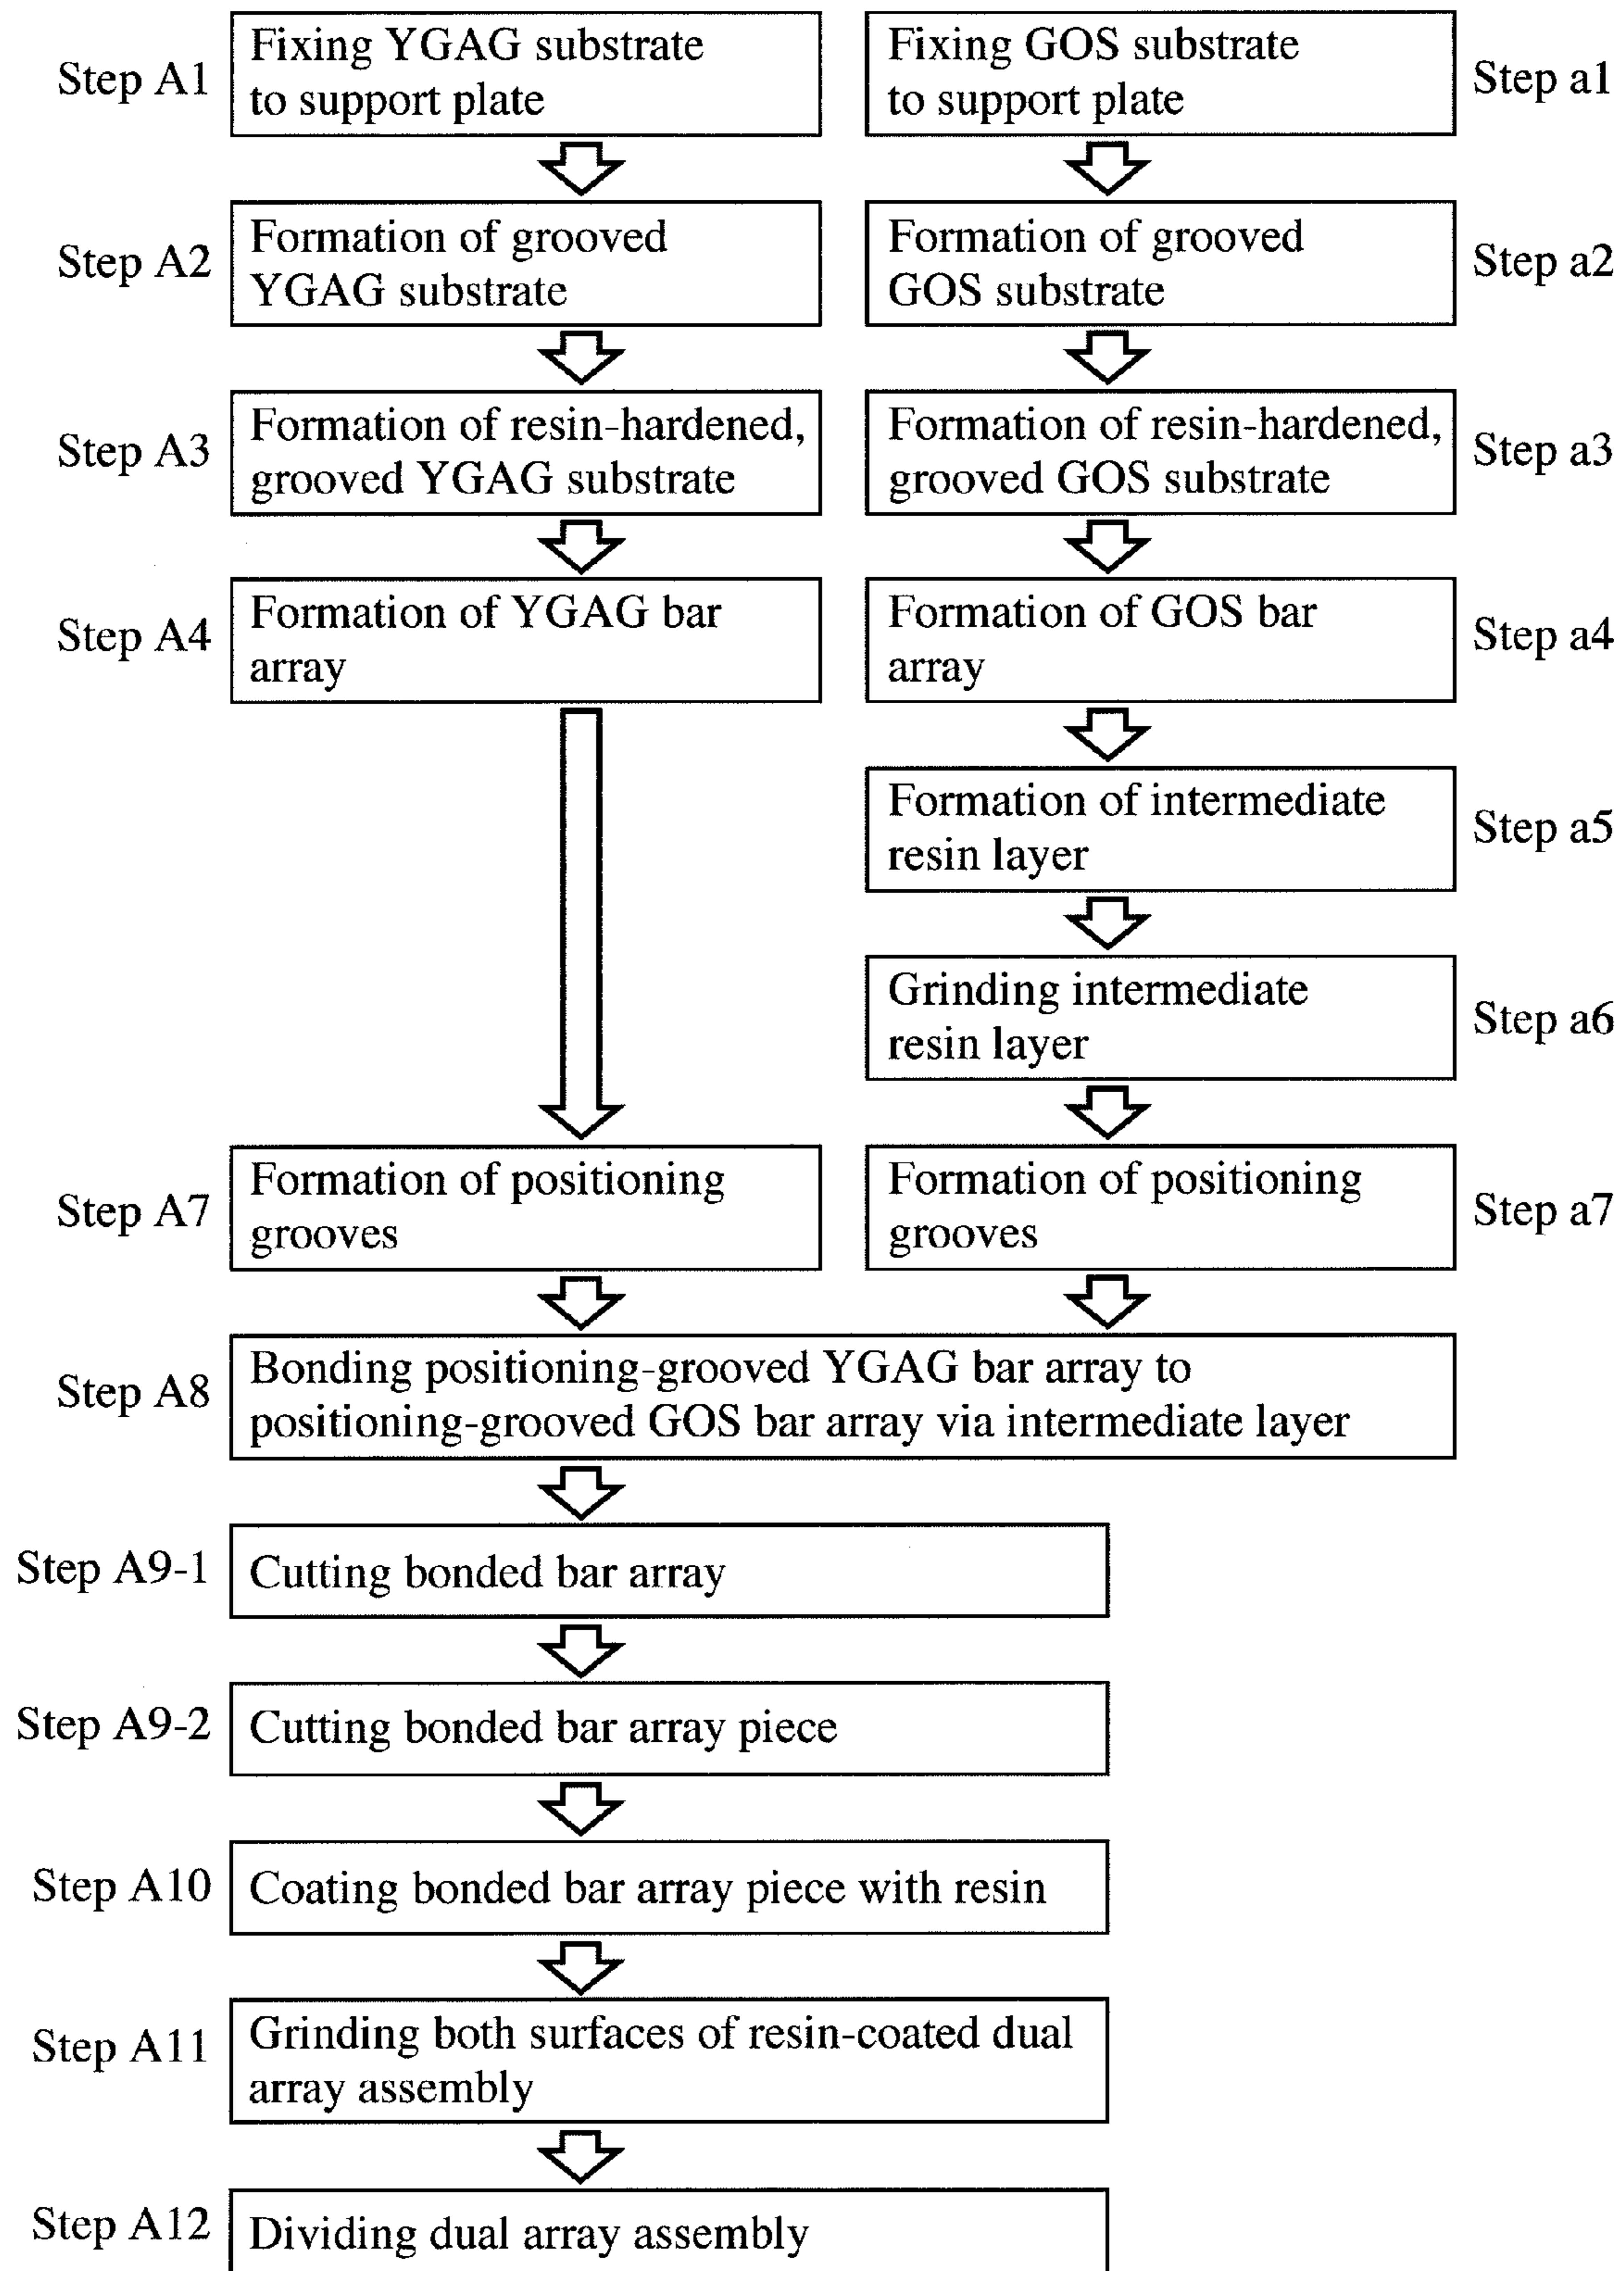 Step A1
Fixing YGAG substrate
to support plate
Fixing GOS substrate
to support plate
Step a1
Step A2
Formation of grooved
YGAG substrate
Formation of grooved
GOS substrate
Step a2
Step A3
Formation of resin-hardened,
grooved YGAG substrate
Formation of resin-hardened,
grooved GOS substrate
Step a3
Step A4
Formation of YGAG bar
array
Formation of GOS bar
array
Step a4
Formation of intermediate
resin layer
Step a5
Grinding intermediate
resin layer
Step a6
Step A7
Formation of positioning
grooves
Formation of positioning
grooves
Step a7
Step A8
Bonding positioning-grooved YGAG bar array to
positioning-grooved GOS bar array via intermediate layer
Step A9-1
Cutting bonded bar array
Step A9-2
Cutting bonded bar array piece
Step A10
Coating bonded bar array piece with resin
Step A11
Grinding both surfaces of resin-coated dual
array assembly
Step A12
Dividing dual array assembly